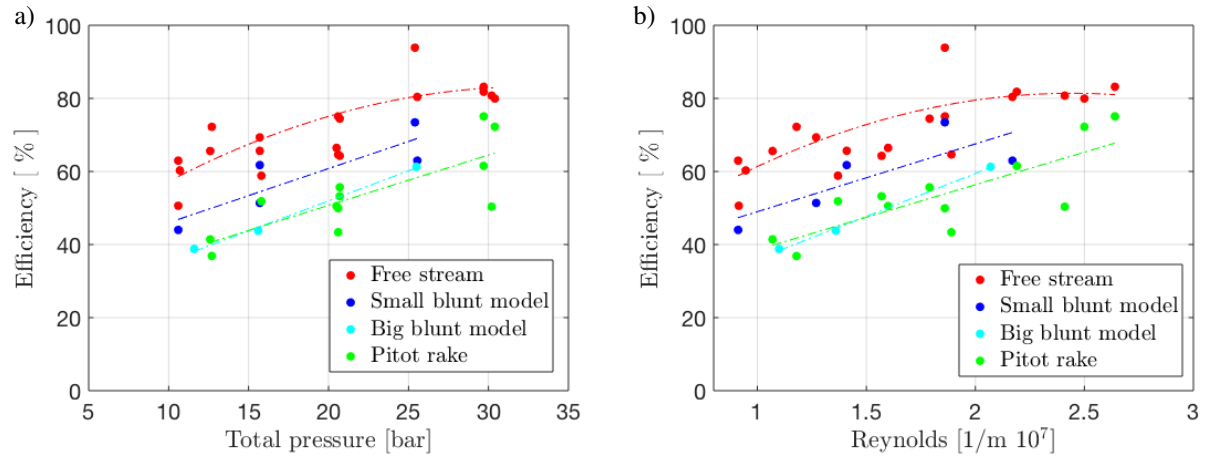 a)
100
80
60
40
20
0
Efficiency [ % ]
5
10
15
20
25
30
35
Total pressure [bar]
Free stream
Small blunt model
Big blunt model
Pitot rake
b)
100
80
60
40
20
0
Efficiency [ % ]
1
1.5
2
2.5
3
Reynolds [1/m 10⁷]
Free stream
Small blunt model
Big blunt model
Pitot rake